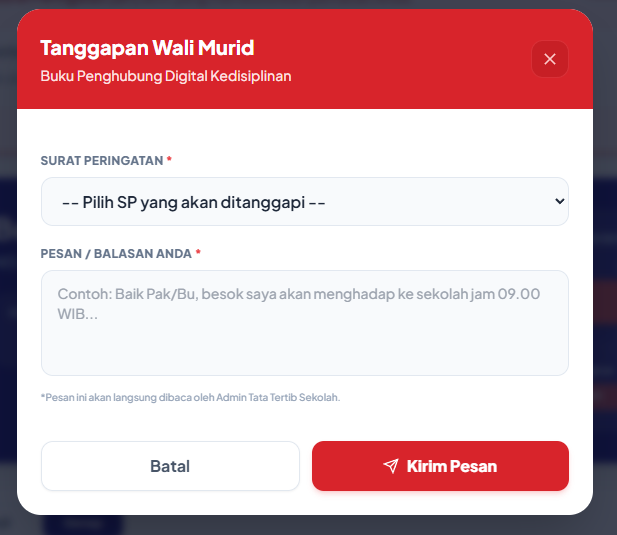 Tanggapan Wali Murid
Buku Penghubung Digital Kedisiplinan
SURAT PERINGATAN *
-- Pilih SP yang akan ditanggapi --
PESAN / BALASAN ANDA *
Contoh: Baik Pak/Bu, besok saya akan menghadap ke sekolah jam 09.00
WIB...
*Pesan ini akan langsung dibaca oleh Admin Tata Tertib Sekolah.
Batal
Kirim Pesan